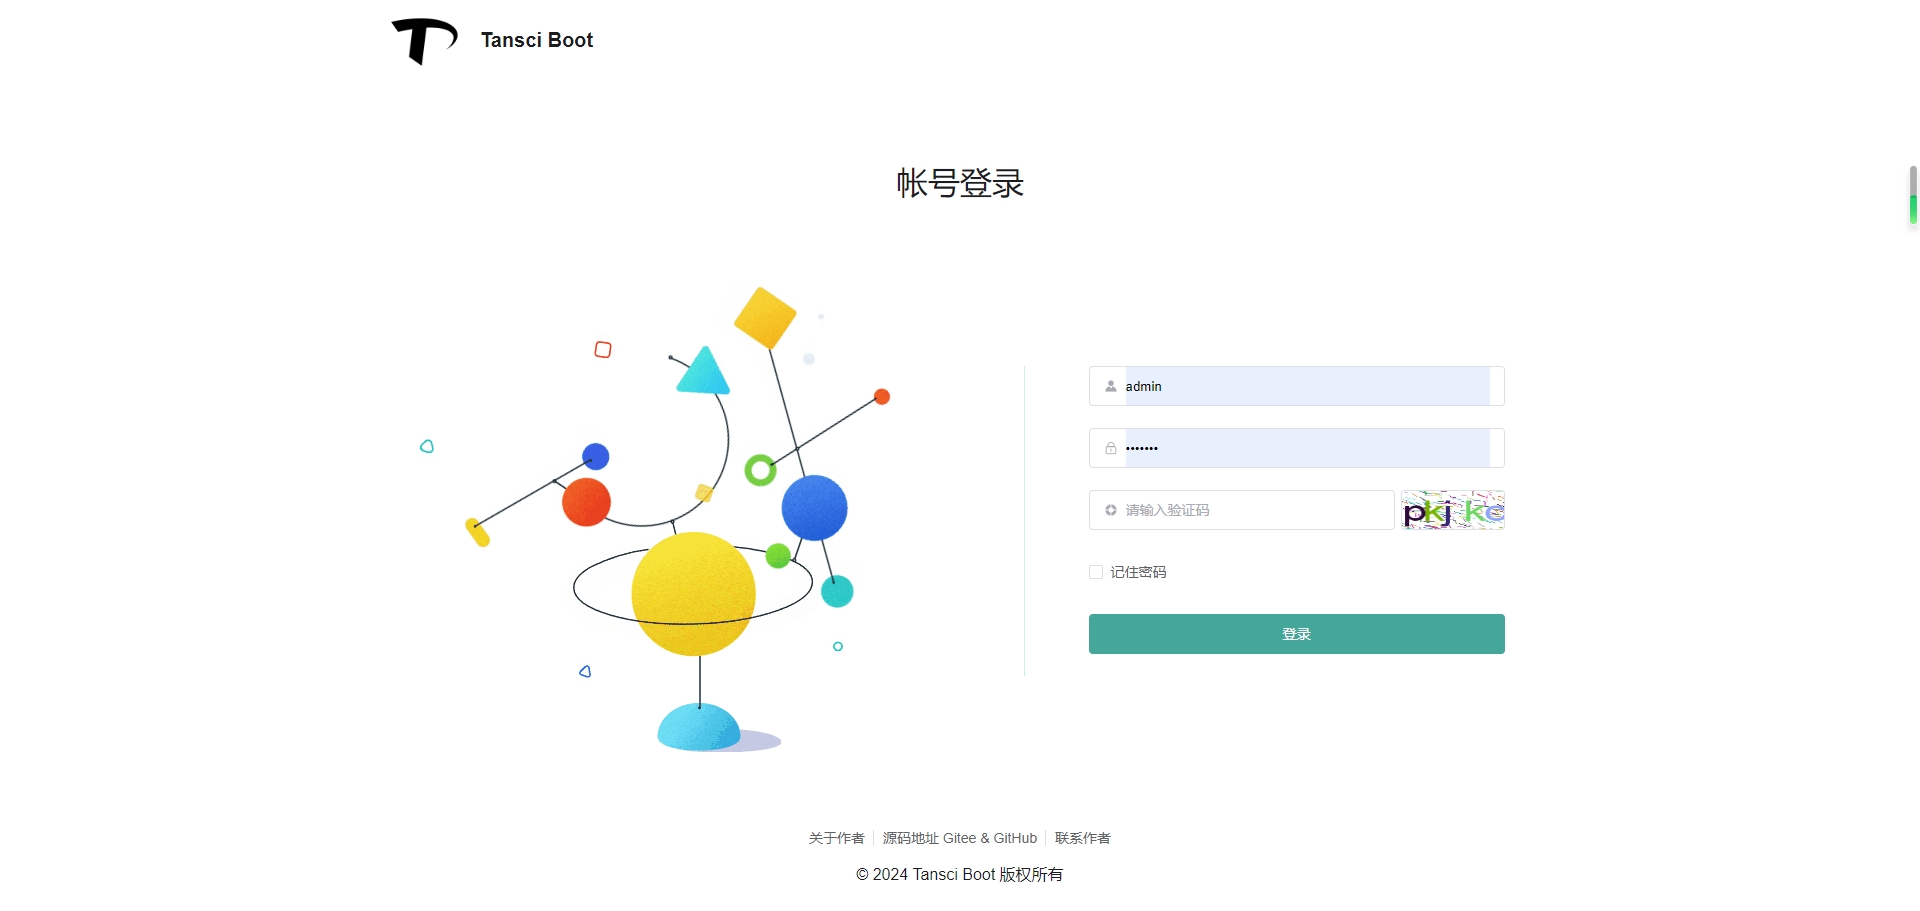 Tansci Boot
帐号登录
admin
•••••••
请输入验证码
记住密码
登录
关于作者
源码地址 Gitee & GitHub
联系作者
© 2024 Tansci Boot 版权所有